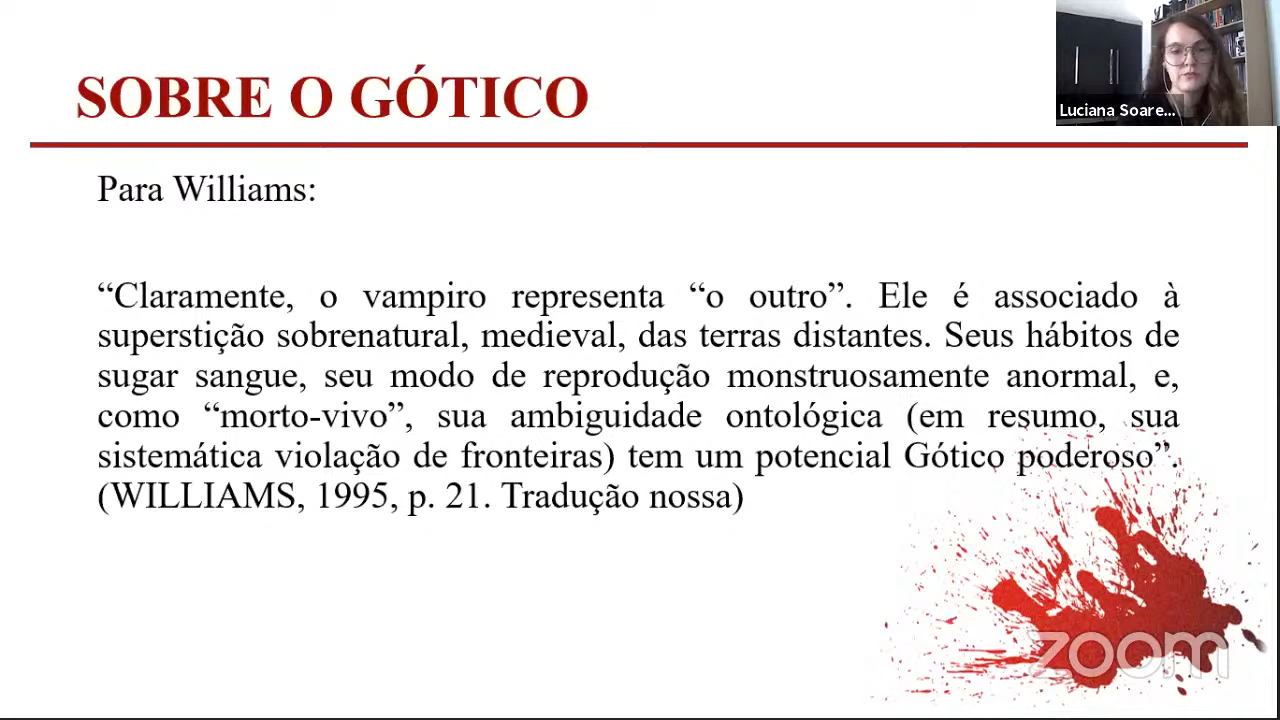 SOBRE O GÓTICO
Luciana Soare...
Para Williams:
“Claramente, o vampiro representa “o outro”. Ele é associado à
superstição sobrenatural, medieval, das terras distantes. Seus hábitos de
sugar sangue, seu modo de reprodução monstruosamente anormal, e,
como “morto-vivo”, sua ambiguidade ontológica (em resumo, sua
sistemática violação de fronteiras) tem um potencial Gótico poderoso”.
(WILLIAMS, 1995, p. 21. Tradução nossa)
zoom